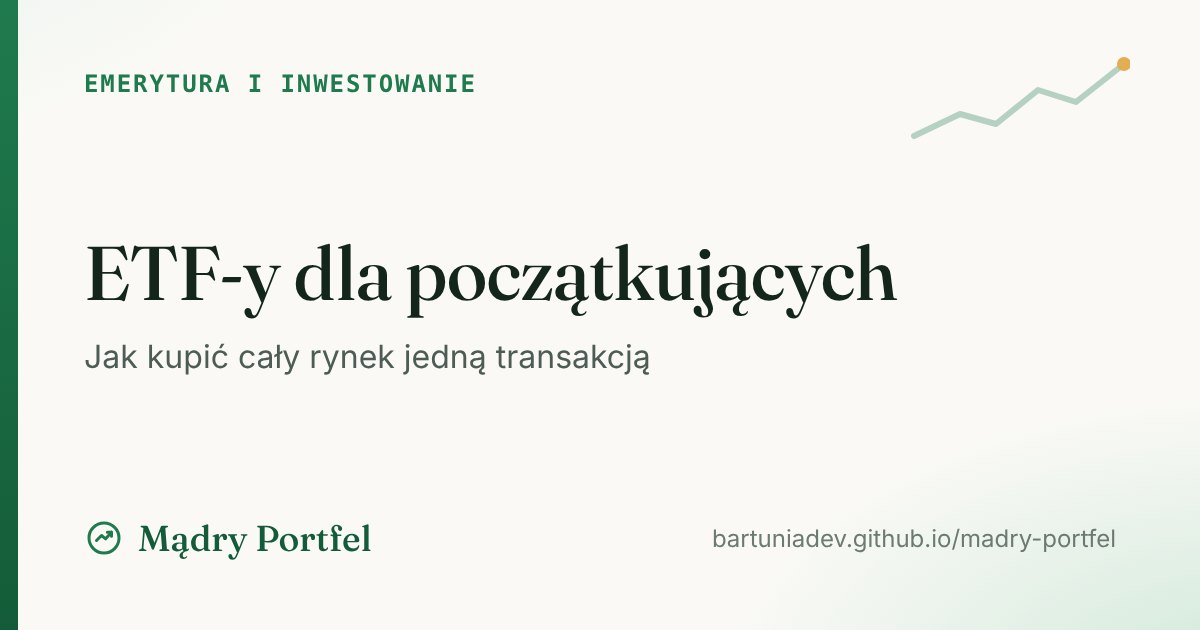 EMERYTURA I INWESTOWANIE
ETF-y dla początkujących
Jak kupić cały rynek jedną transakcją
Mądry Portfel
bartuniadev.github.io/madry-portfel